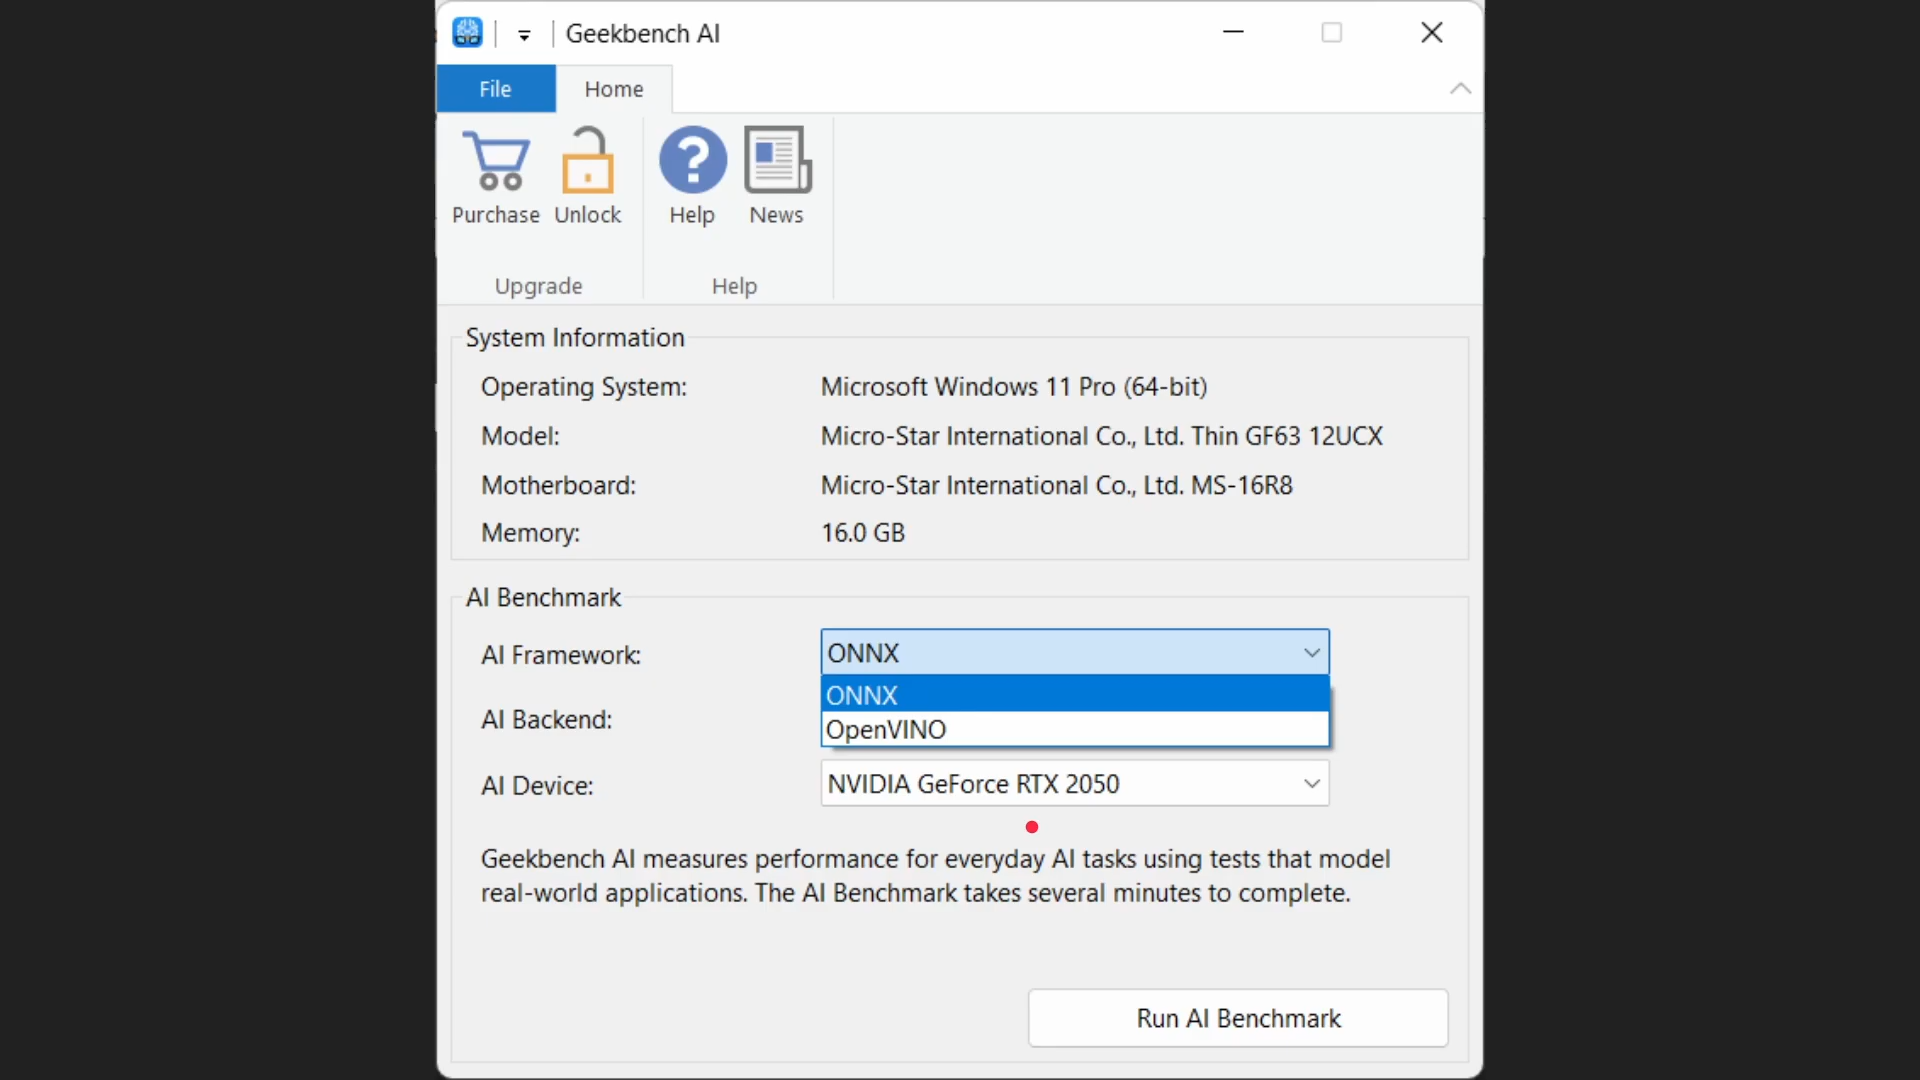 Geekbench AI
File Home
Purchase Unlock Help News
Upgrade Help
System Information
Operating System: Microsoft Windows 11 Pro (64-bit)
Model: Micro-Star International Co., Ltd. Thin GF63 12UCX
Motherboard: Micro-Star International Co., Ltd. MS-16R8
Memory: 16.0 GB
AI Benchmark
AI Framework: ONNX
ONNX
AI Backend:
OpenVINO
AI Device: NVIDIA GeForce RTX 2050
Geekbench AI measures performance for everyday AI tasks using tests that model
real-world applications. The AI Benchmark takes several minutes to complete.
Run AI Benchmark